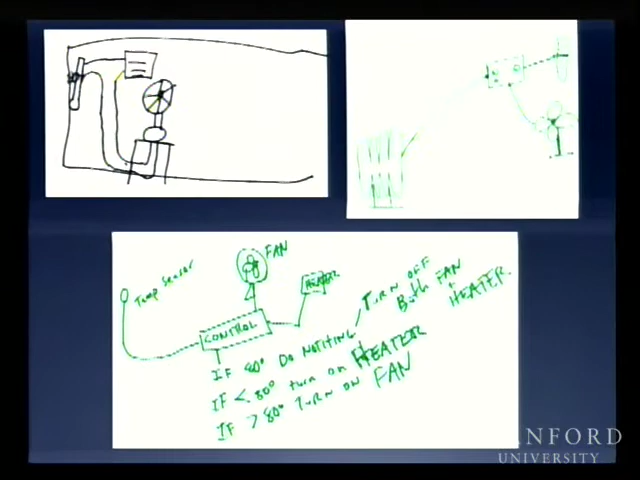 Temp Sensor
FAN
HEATER
CONTROL
IF 80° DO NOTHING / TURN OFF Both FAN + HEATER
IF < 80° turn on HEATER
IF > 80° TURN ON FAN
NFORD
UNIVERSITY